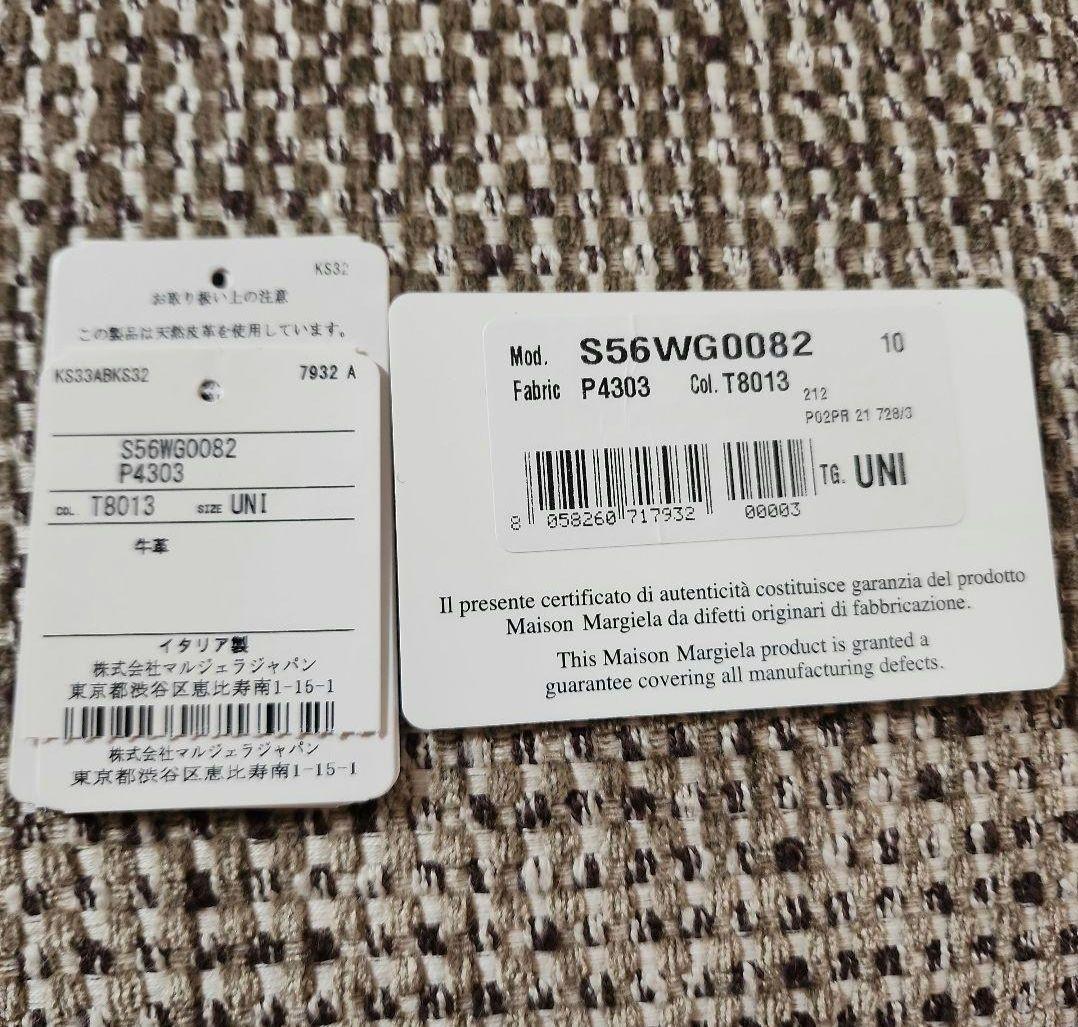 KS32
お取り扱い上の注意
この製品は天然皮革を使用しています。
KS33ABKS32 7932 A
S56WG0082
P4303
COL T8013 SIZE UNI
牛革
イタリア製
株式会社マルジェラジャパン
東京都渋谷区恵比寿南1-15-1
株式会社マルジェラジャパン
東京都渋谷区恵比寿南1-15-1
Mod. S56WG0082 10
Fabric P4303 Col. T8013 212
P02PR 21 728/3
TG. UNI
8 058260 717932 00003
Il presente certificato di autenticità costituisce garanzia del prodotto
Maison Margiela da difetti originari di fabbricazione.
This Maison Margiela product is granted a
guarantee covering all manufacturing defects.